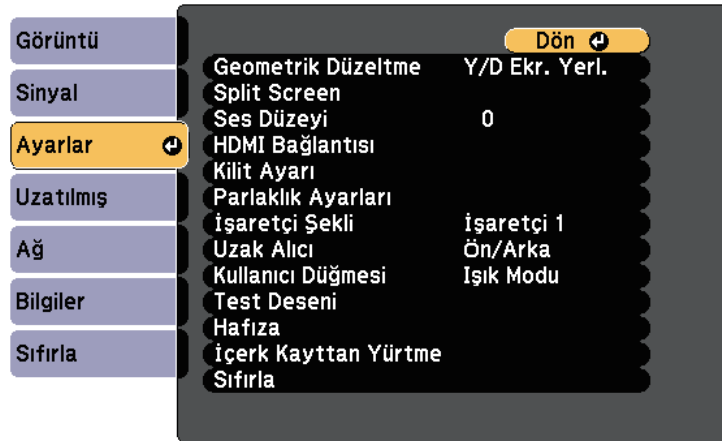 Görüntü
Sinyal
Ayarlar
Uzatılmış
Ağ
Bilgiler
Sıfırla
Dön
Geometrik Düzeltme Y/D Ekr. Yerl.
Split Screen
Ses Düzeyi 0
HDMI Bağlantısı
Kilit Ayarı
Parlaklık Ayarları
İşaretçi Şekli İşaretçi 1
Uzak Alıcı Ön/Arka
Kullanıcı Düğmesi Işık Modu
Test Deseni
Hafıza
İçerk Kayttan Yürtme
Sıfırla